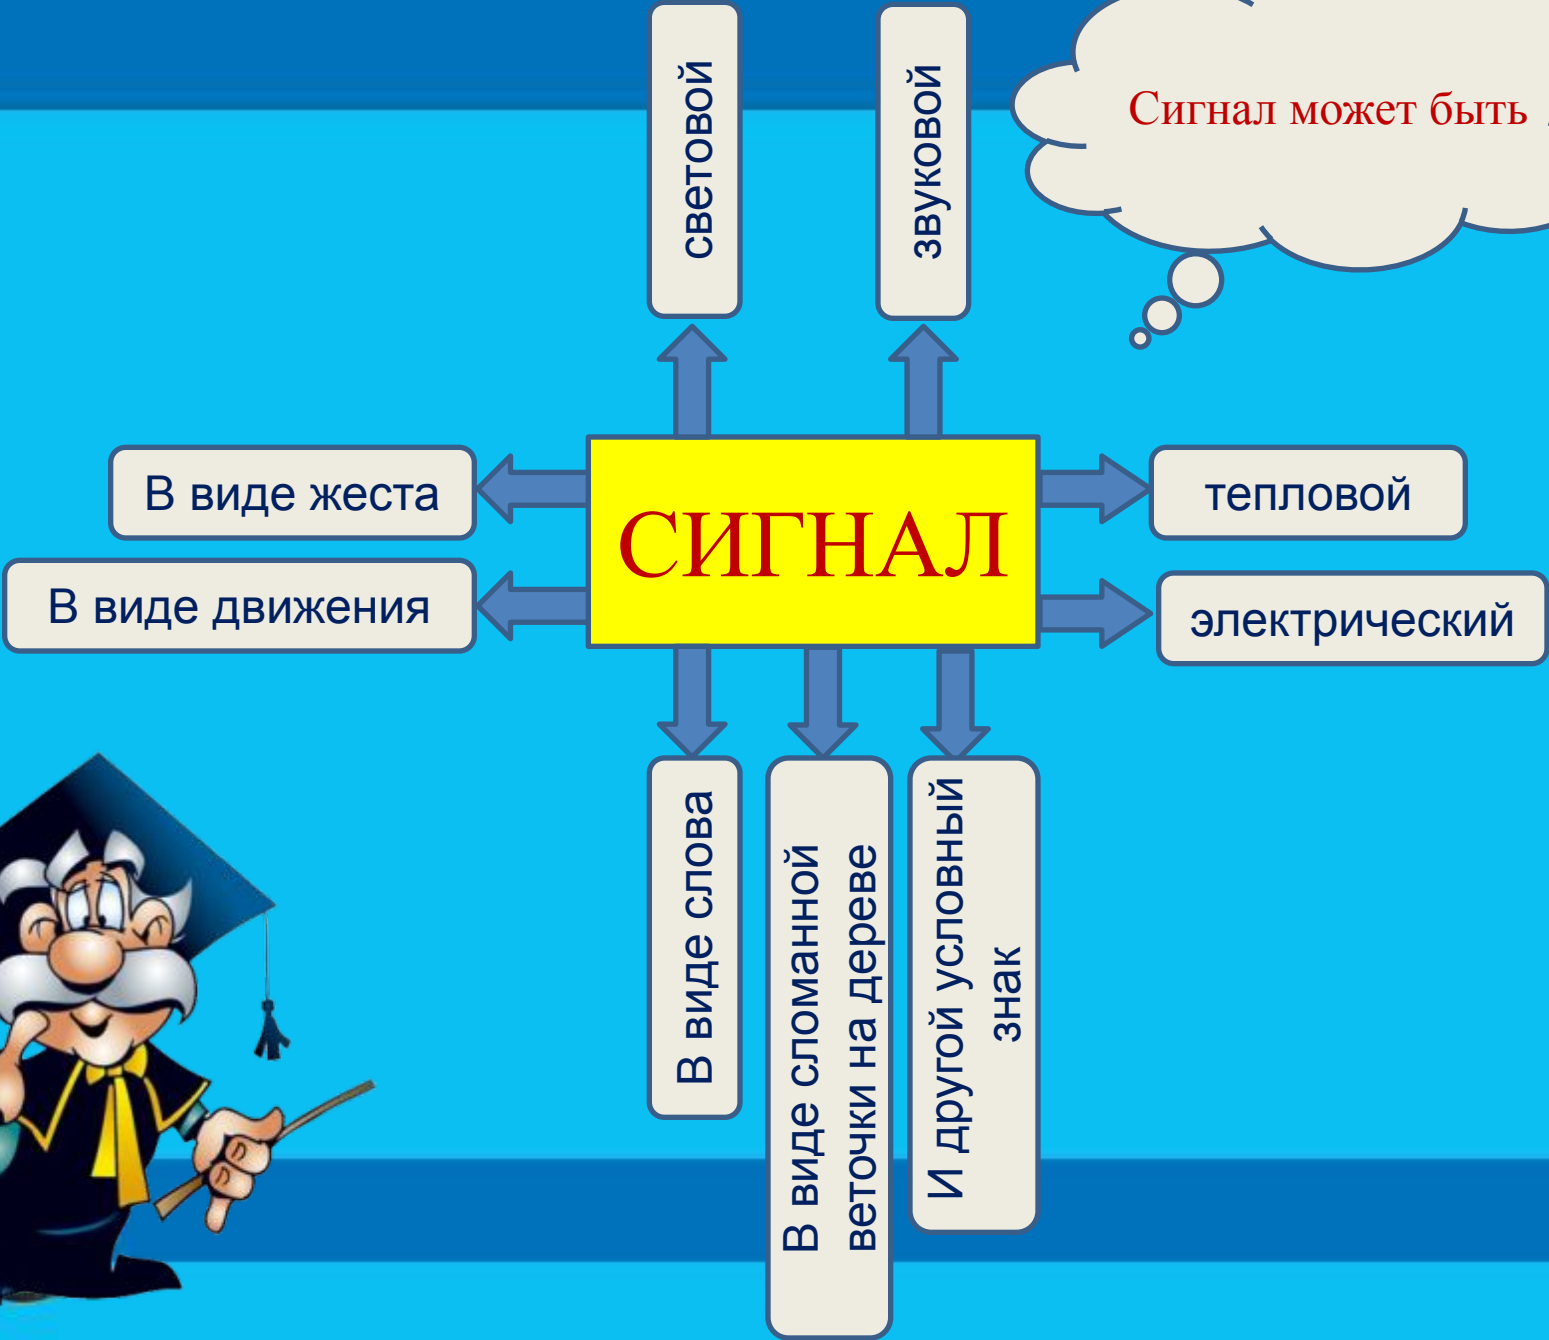 Сигнал может быть
световой
звуковой
В виде жеста
тепловой
СИГНАЛ
В виде движения
электрический
В виде слова
В виде сломанной
веточки на дереве
И другой условный
знак